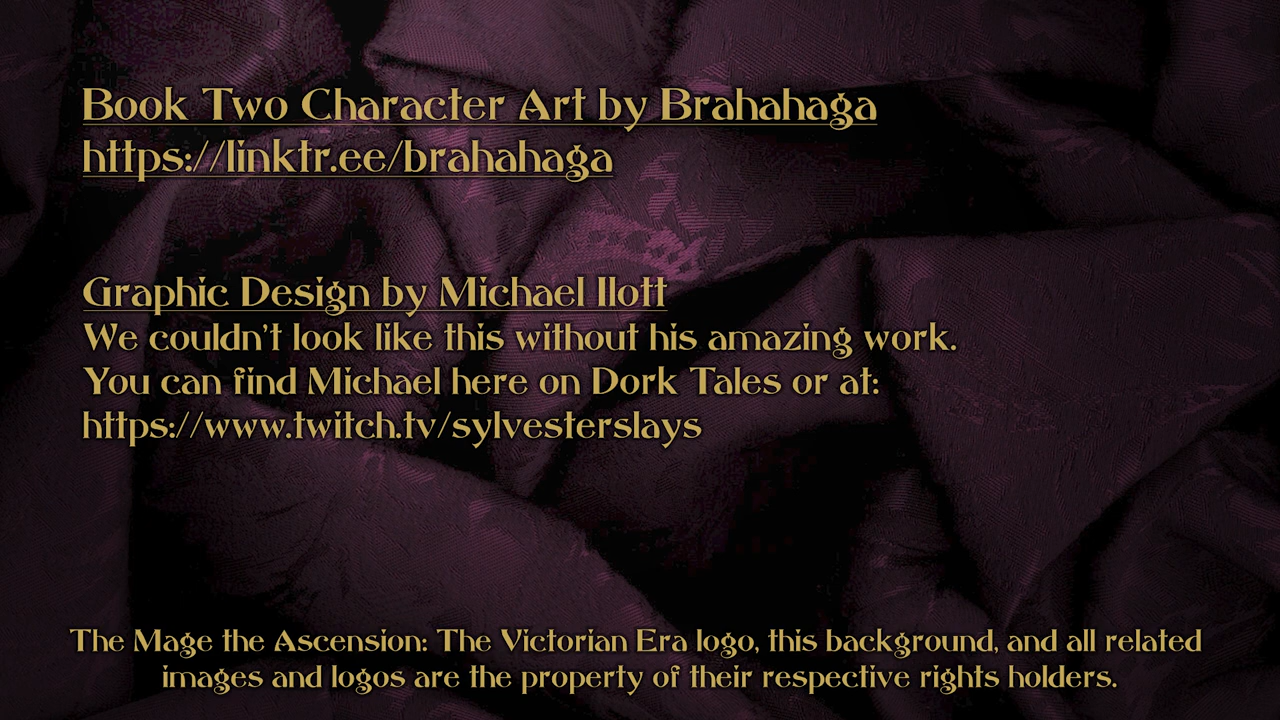 Book Two Character Art by Brahahaga
https://linktr.ee/brahahaga
Graphic Design by Michael Ilott
We couldn't look like this without his amazing work.
You can find Michael here on Dork Tales or at:
https://www.twitch.tv/sylvesterslays
The Mage the Ascension: The Victorian Era logo, this background, and all related
images and logos are the property of their respective rights holders.